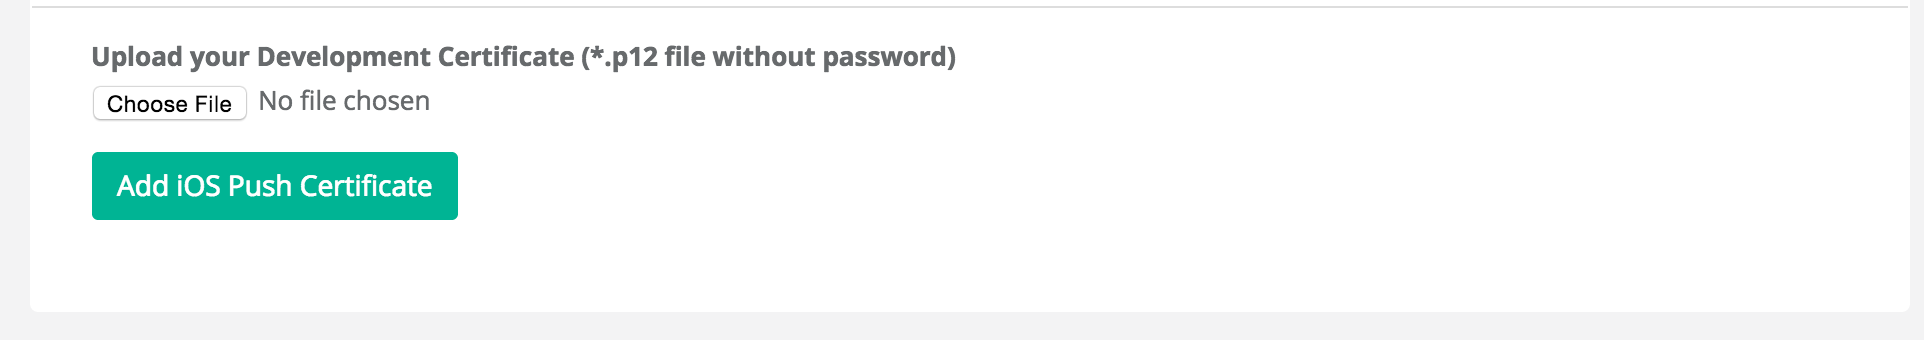 Upload your Development Certificate (*.p12 file without password)
Choose File No file chosen
Add iOS Push Certificate